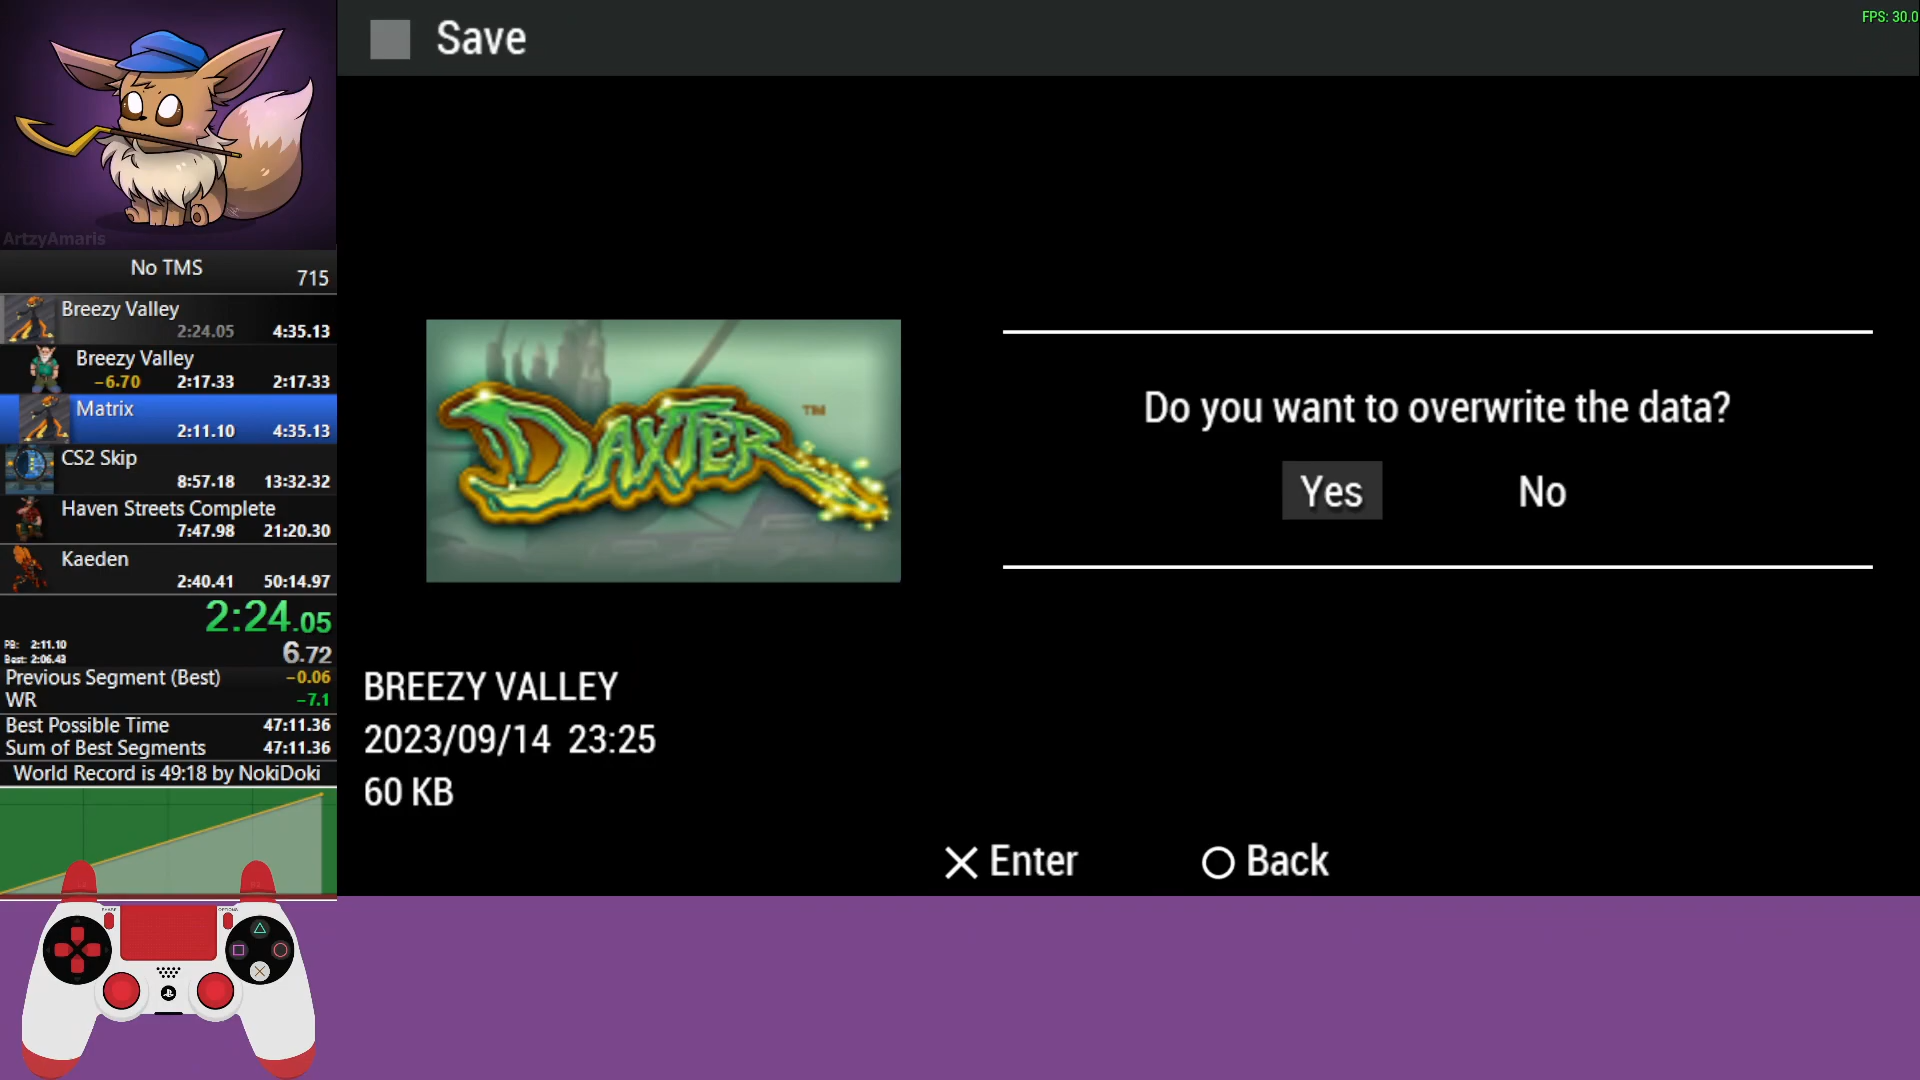 FPS: 30.0
Save
ArtzyAmaris
No TMS
715
Breezy Valley
2:24.05 4:35.13
Breezy Valley
−6.70 2:17.33 2:17.33
Matrix
2:11.10 4:35.13
CS2 Skip
8:57.18 13:32.32
Haven Streets Complete
7:47.98 21:20.30
Kaeden
2:40.41 50:14.97
2:24.05
PB: 2:11.10
Best: 2:06.43
6.72
Previous Segment (Best) −0.06
WR −7.1
Best Possible Time 47:11.36
Sum of Best Segments 47:11.36
World Record is 49:18 by NokiDoki
DAXTER
TM
Do you want to overwrite the data?
Yes No
BREEZY VALLEY
2023/09/14 23:25
60 KB
Enter Back
SHARE
OPTIONS